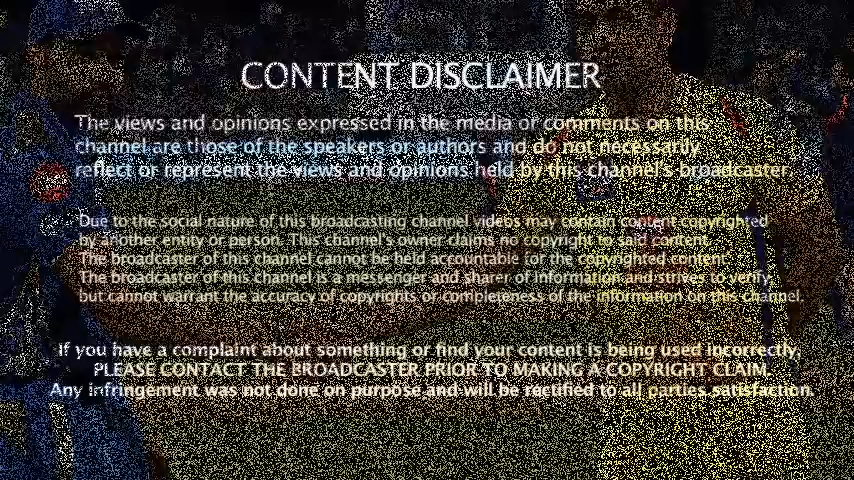 CONTENT DISCLAIMER
The views and opinions expressed in the media or comments on this
channel are those of the speakers or authors and do not necessarily
reflect or represent the views and opinions held by this channel's broadcaster.
Due to the social nature of this broadcasting channel videos may contain content copyrighted
by another entity or person. This channel's owner claims no copyright to said content.
The broadcaster of this channel cannot be held accountable for the copyrighted content.
The broadcaster of this channel is a messenger and sharer of information and strives to verify,
but cannot warrant the accuracy of copyrights or completeness of the information on this channel.
If you have a complaint about something or find your content is being used incorrectly,
PLEASE CONTACT THE BROADCASTER PRIOR TO MAKING A COPYRIGHT CLAIM.
Any infringement was not done on purpose and will be rectified to all parties satisfaction.